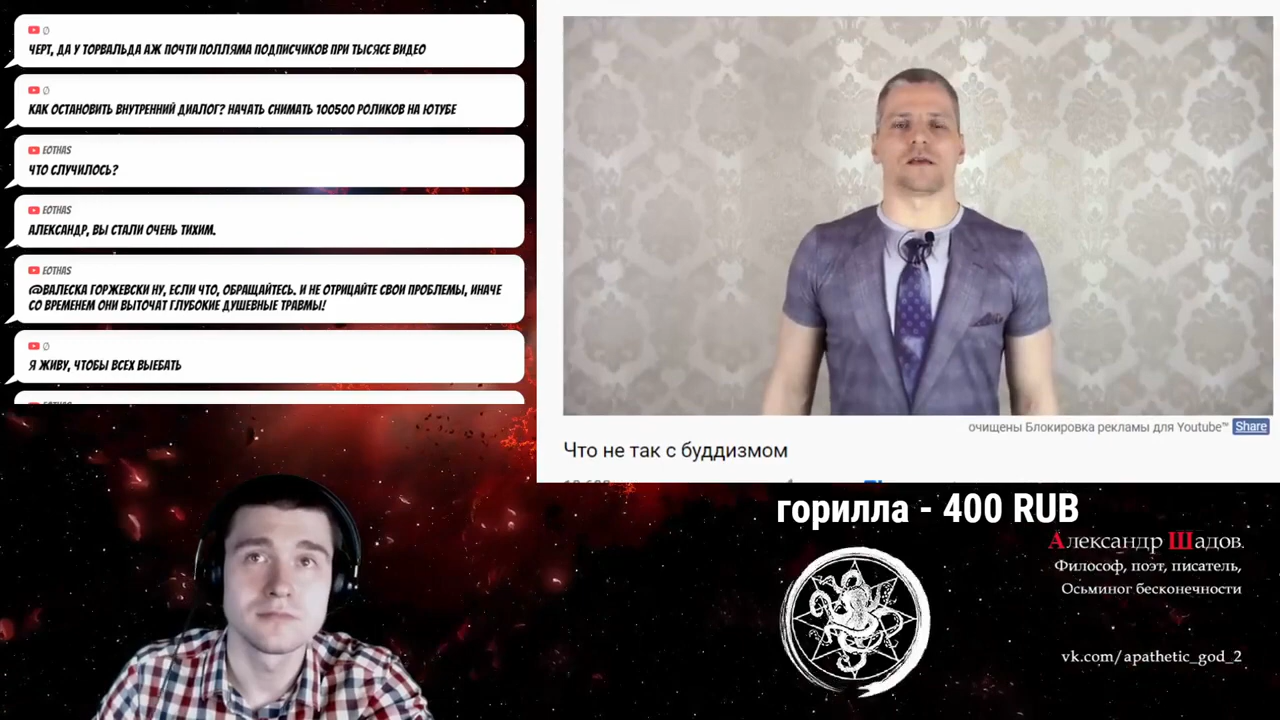 Ø
ЧЕРТ, ДА У ТОРВАЛЬДА АЖ ПОЧТИ ПОЛЛЯМА ПОДПИСЧИКОВ ПРИ ТЫСЯСЕ ВИДЕО
Ø
КАК ОСТАНОВИТЬ ВНУТРЕННИЙ ДИАЛОГ? НАЧАТЬ СНИМАТЬ 100500 РОЛИКОВ НА ЮТУБЕ
EOTHAS
ЧТО СЛУЧИЛОСЬ?
EOTHAS
АЛЕКСАНДР, ВЫ СТАЛИ ОЧЕНЬ ТИХИМ.
EOTHAS
@ВАЛЕСКА ГОРЖЕВСКИ НУ, ЕСЛИ ЧТО, ОБРАЩАЙТЕСЬ. И НЕ ОТРИЦАЙТЕ СВОИ ПРОБЛЕМЫ, ИНАЧЕ
СО ВРЕМЕНЕМ ОНИ ВЫТОЧАТ ГЛУБОКИЕ ДУШЕВНЫЕ ТРАВМЫ!
Ø
Я ЖИВУ, ЧТОБЫ ВСЕХ ВЫЕБАТЬ
очищены Блокировка рекламы для Youtube™ Share
Что не так с буддизмом
горилла - 400 RUB
Александр Шадов.
Философ, поэт, писатель,
Осьминог бесконечности
vk.com/apathetic_god_2